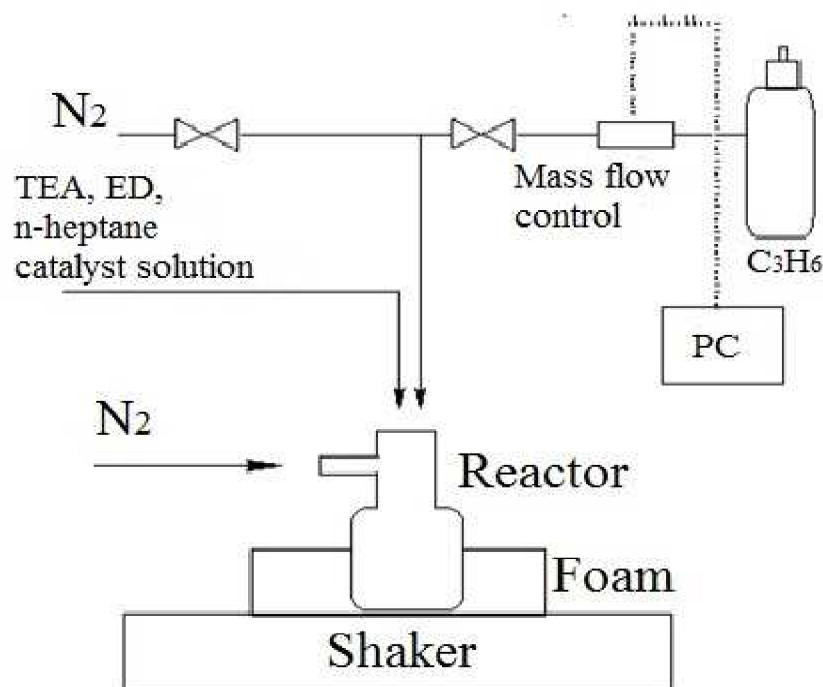 N2
TEA, ED,
n-heptane
catalyst solution
Mass flow
control
C3H6
PC
N2
Reactor
Foam
Shaker